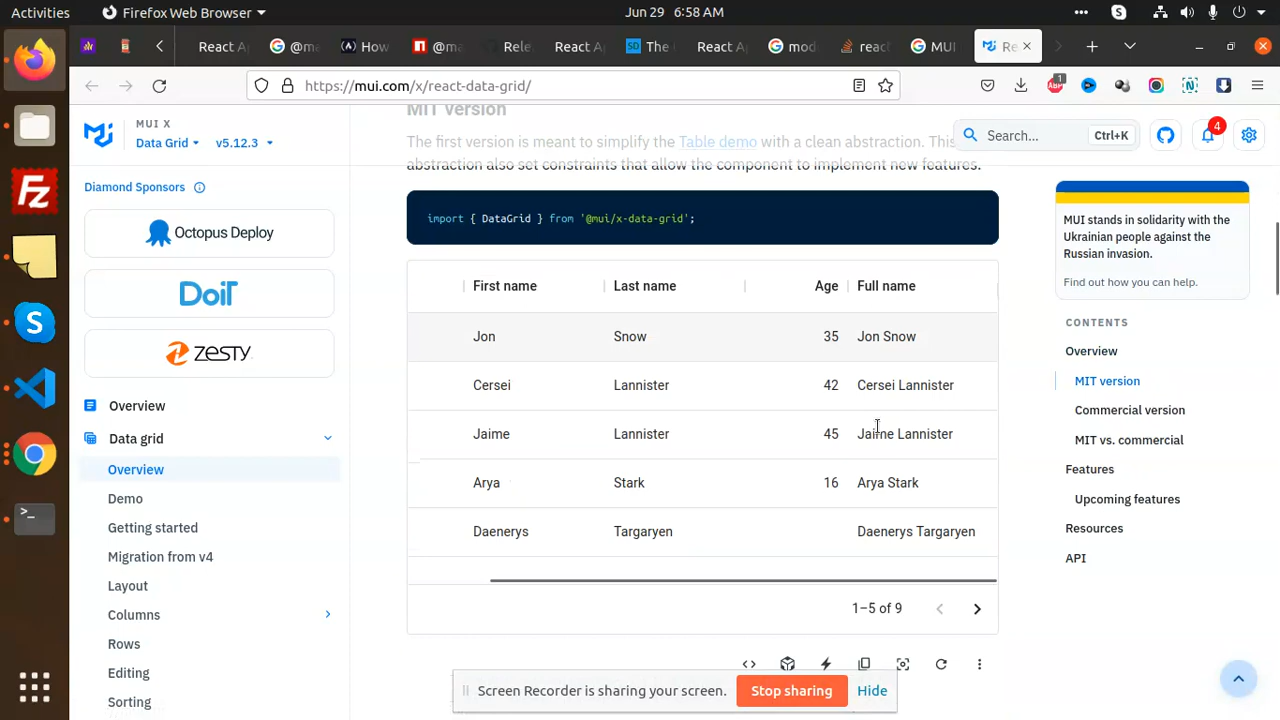 Activities
Firefox Web Browser
Jun 29 6:58 AM
React Ap
@mu
How
@ma
Rele
React Ap
The
React Ap
mod
react
MUI
Re
https://mui.com/x/react-data-grid/
1
MUI X
Data Grid
v5.12.3
Search...
Ctrl+K
4
Diamond Sponsors
Octopus Deploy
DoiT
ZESTY
Overview
Data grid
Overview
Demo
Getting started
Migration from v4
Layout
Columns
Rows
Editing
Sorting
MIT version
The first version is meant to simplify the Table demo with a clean abstraction. This
abstraction also set constraints that allow the component to implement new features.
import { DataGrid } from '@mui/x-data-grid';
First name Last name Age Full name
Jon Snow 35 Jon Snow
Cersei Lannister 42 Cersei Lannister
Jaime Lannister 45 Jaime Lannister
Arya Stark 16 Arya Stark
Daenerys Targaryen Daenerys Targaryen
1–5 of 9
MUI stands in solidarity with the
Ukrainian people against the
Russian invasion.
Find out how you can help.
CONTENTS
Overview
MIT version
Commercial version
MIT vs. commercial
Features
Upcoming features
Resources
API
Screen Recorder is sharing your screen.
Stop sharing
Hide